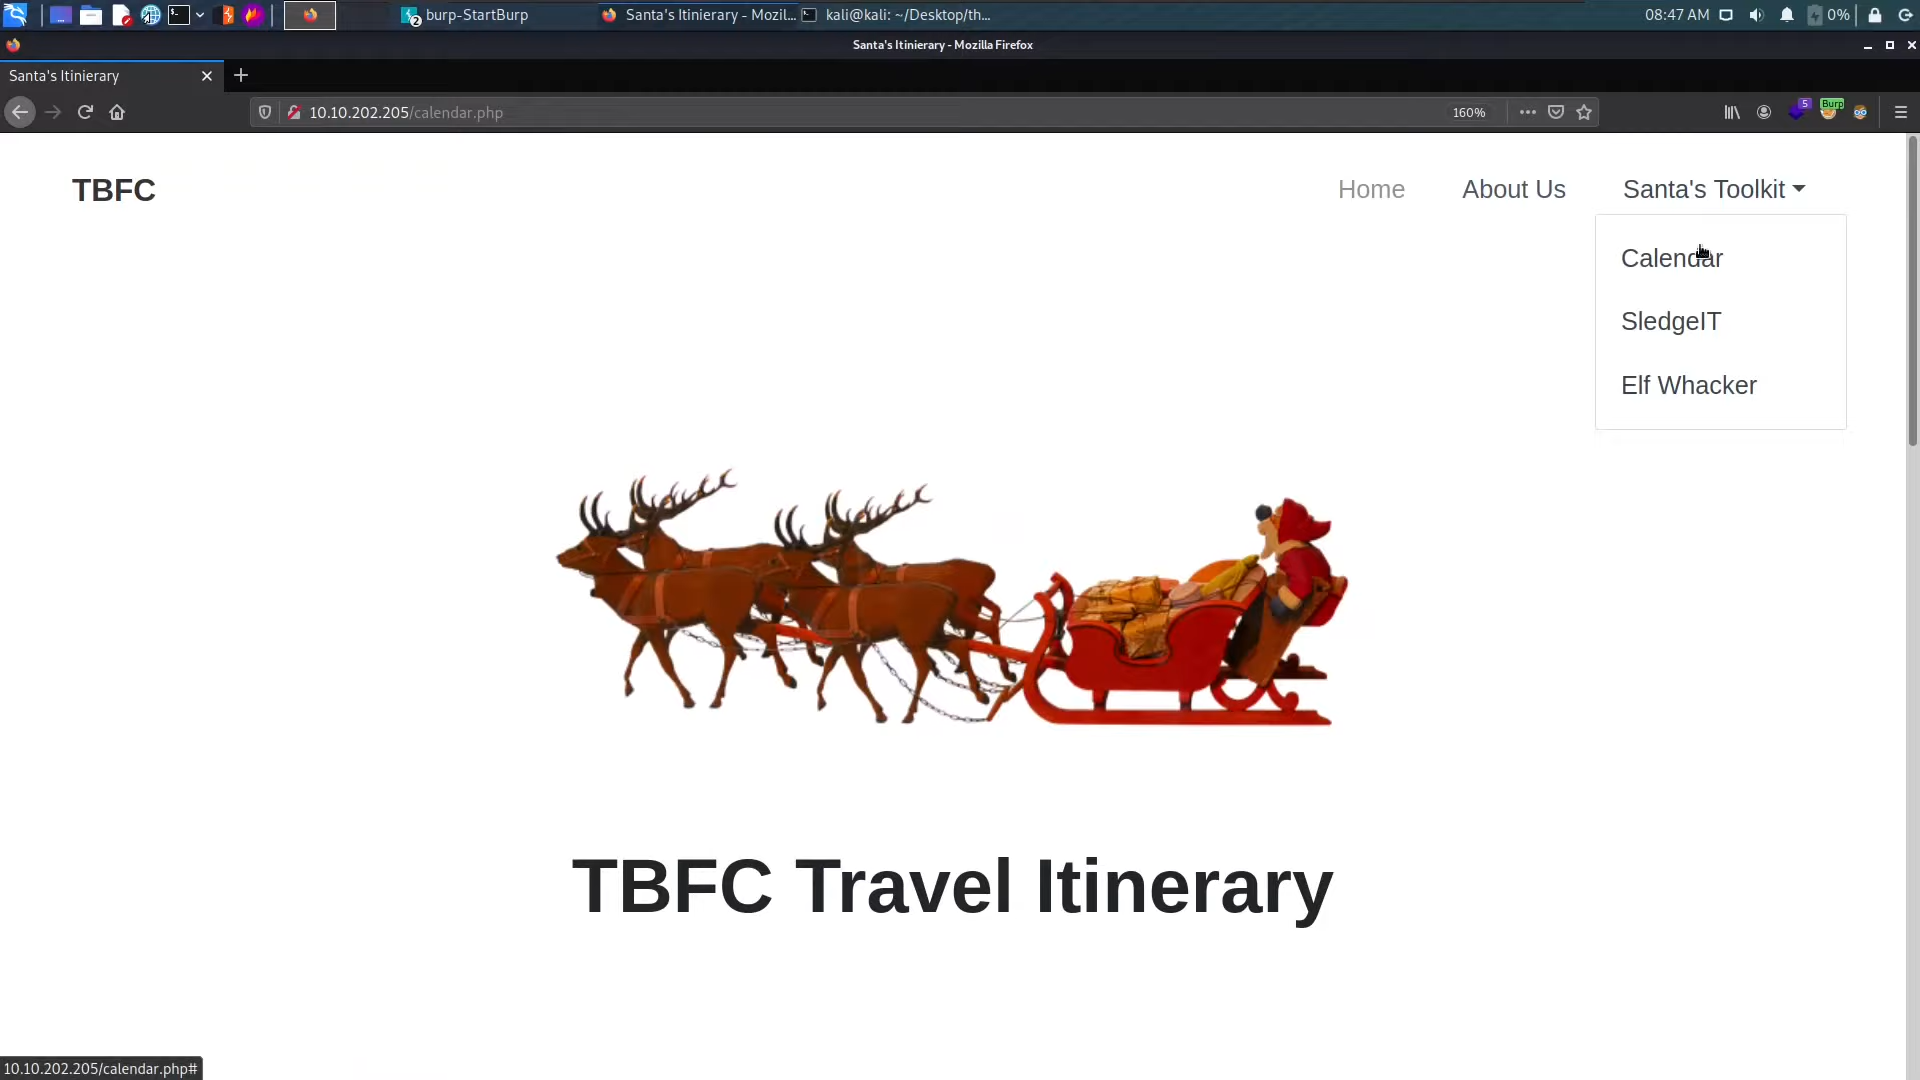 burp-StartBurp
Santa's Itinierary - Mozil...
kali@kali: ~/Desktop/th...
08:47 AM
0%
Santa's Itinierary - Mozilla Firefox
Santa's Itinierary
10.10.202.205/calendar.php
160%
5
Burp
TBFC
Home
About Us
Santa's Toolkit
Calendar
SledgeIT
Elf Whacker
TBFC Travel Itinerary
10.10.202.205/calendar.php#